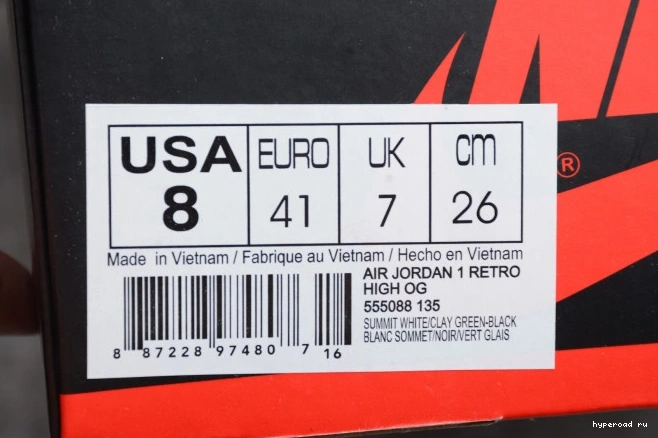 USA EURO UK cm
8 41 7 26
®
Made in Vietnam / Fabrique au Vietnam / Hecho en Vietnam
AIR JORDAN 1 RETRO
HIGH OG
555088 135
SUMMIT WHITE/CLAY GREEN-BLACK
BLANC SOMMET/NOIR/VERT GLAIS
8 87228 97480 7 16
hyperoad ru